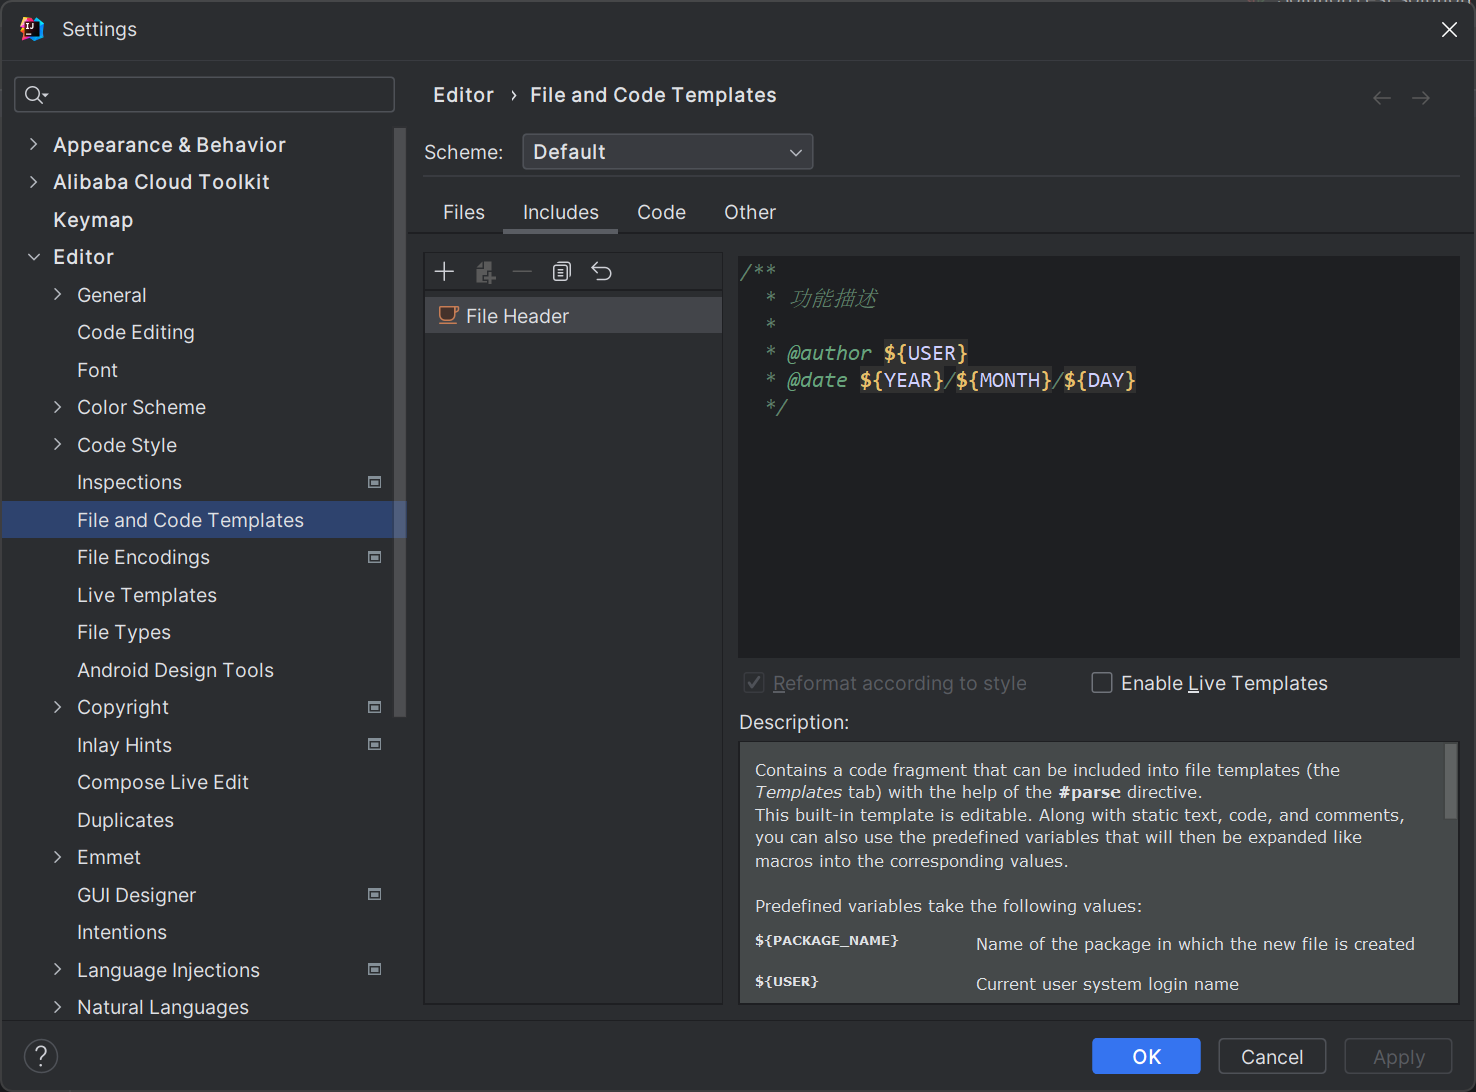 Settings
Editor › File and Code Templates
Scheme: Default
Files Includes Code Other
Appearance & Behavior
Alibaba Cloud Toolkit
Keymap
Editor
General
Code Editing
Font
Color Scheme
Code Style
Inspections
File and Code Templates
File Encodings
Live Templates
File Types
Android Design Tools
Copyright
Inlay Hints
Compose Live Edit
Duplicates
Emmet
GUI Designer
Intentions
Language Injections
Natural Languages
File Header
/**
* 功能描述
*
* @author ${USER}
* @date ${YEAR}/${MONTH}/${DAY}
*/
Reformat according to style
Enable Live Templates
Description:
Contains a code fragment that can be included into file templates (the
Templates tab) with the help of the #parse directive.
This built-in template is editable. Along with static text, code, and comments,
you can also use the predefined variables that will then be expanded like
macros into the corresponding values.
Predefined variables take the following values:
${PACKAGE_NAME} Name of the package in which the new file is created
${USER} Current user system login name
?
OK Cancel Apply